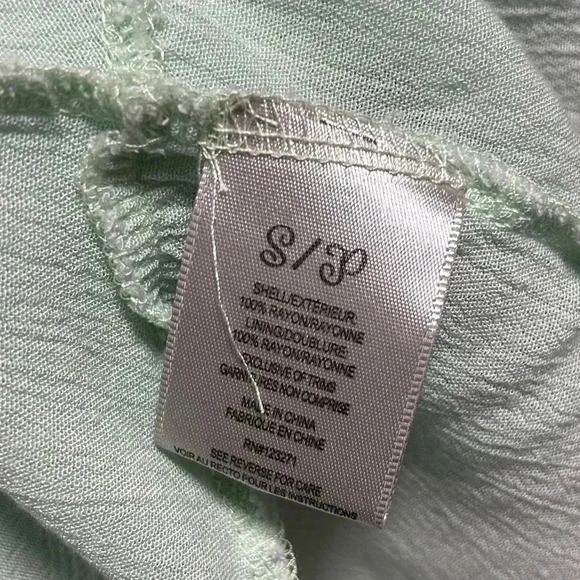 S/P
SHELL/EXTÉRIEUR,
100% RAYON/RAYONNE
LINING/DOUBLURE
100% RAYON/RAYONNE
EXCLUSIVE OF TRIMS
GARNITURES NON COMPRISE
MADE IN CHINA
FABRIQUE EN CHINE
RN#123271
SEE REVERSE FOR CARE
VOIR AU RECTO POUR LES INSTRUCTIONS